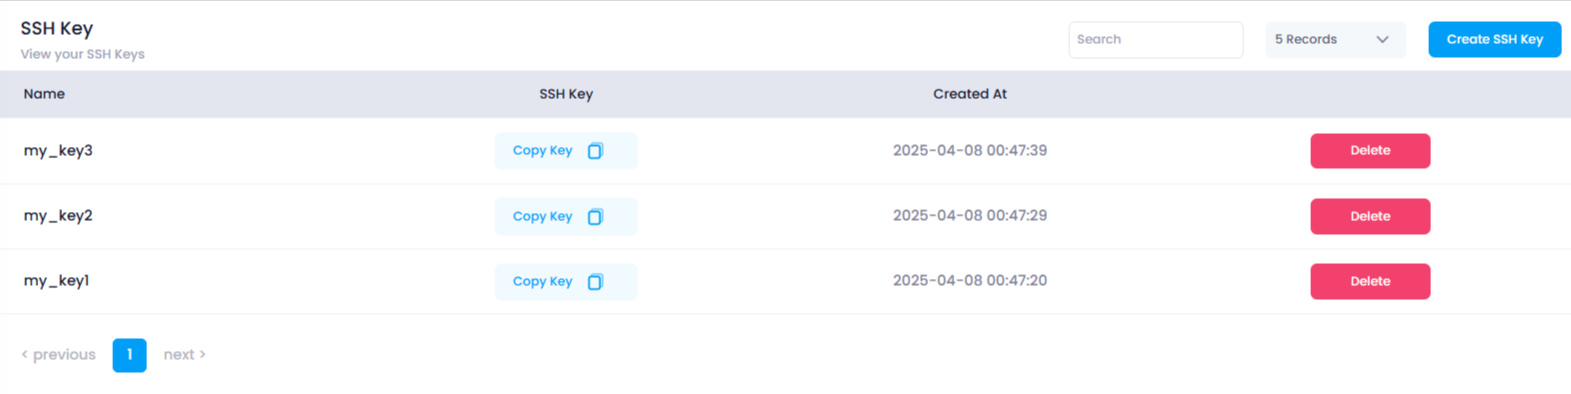 SSH Key
View your SSH Keys
Search
5 Records
Create SSH Key
Name SSH Key Created At
my_key3 Copy Key 2025-04-08 00:47:39 Delete
my_key2 Copy Key 2025-04-08 00:47:29 Delete
my_key1 Copy Key 2025-04-08 00:47:20 Delete
< previous 1 next >